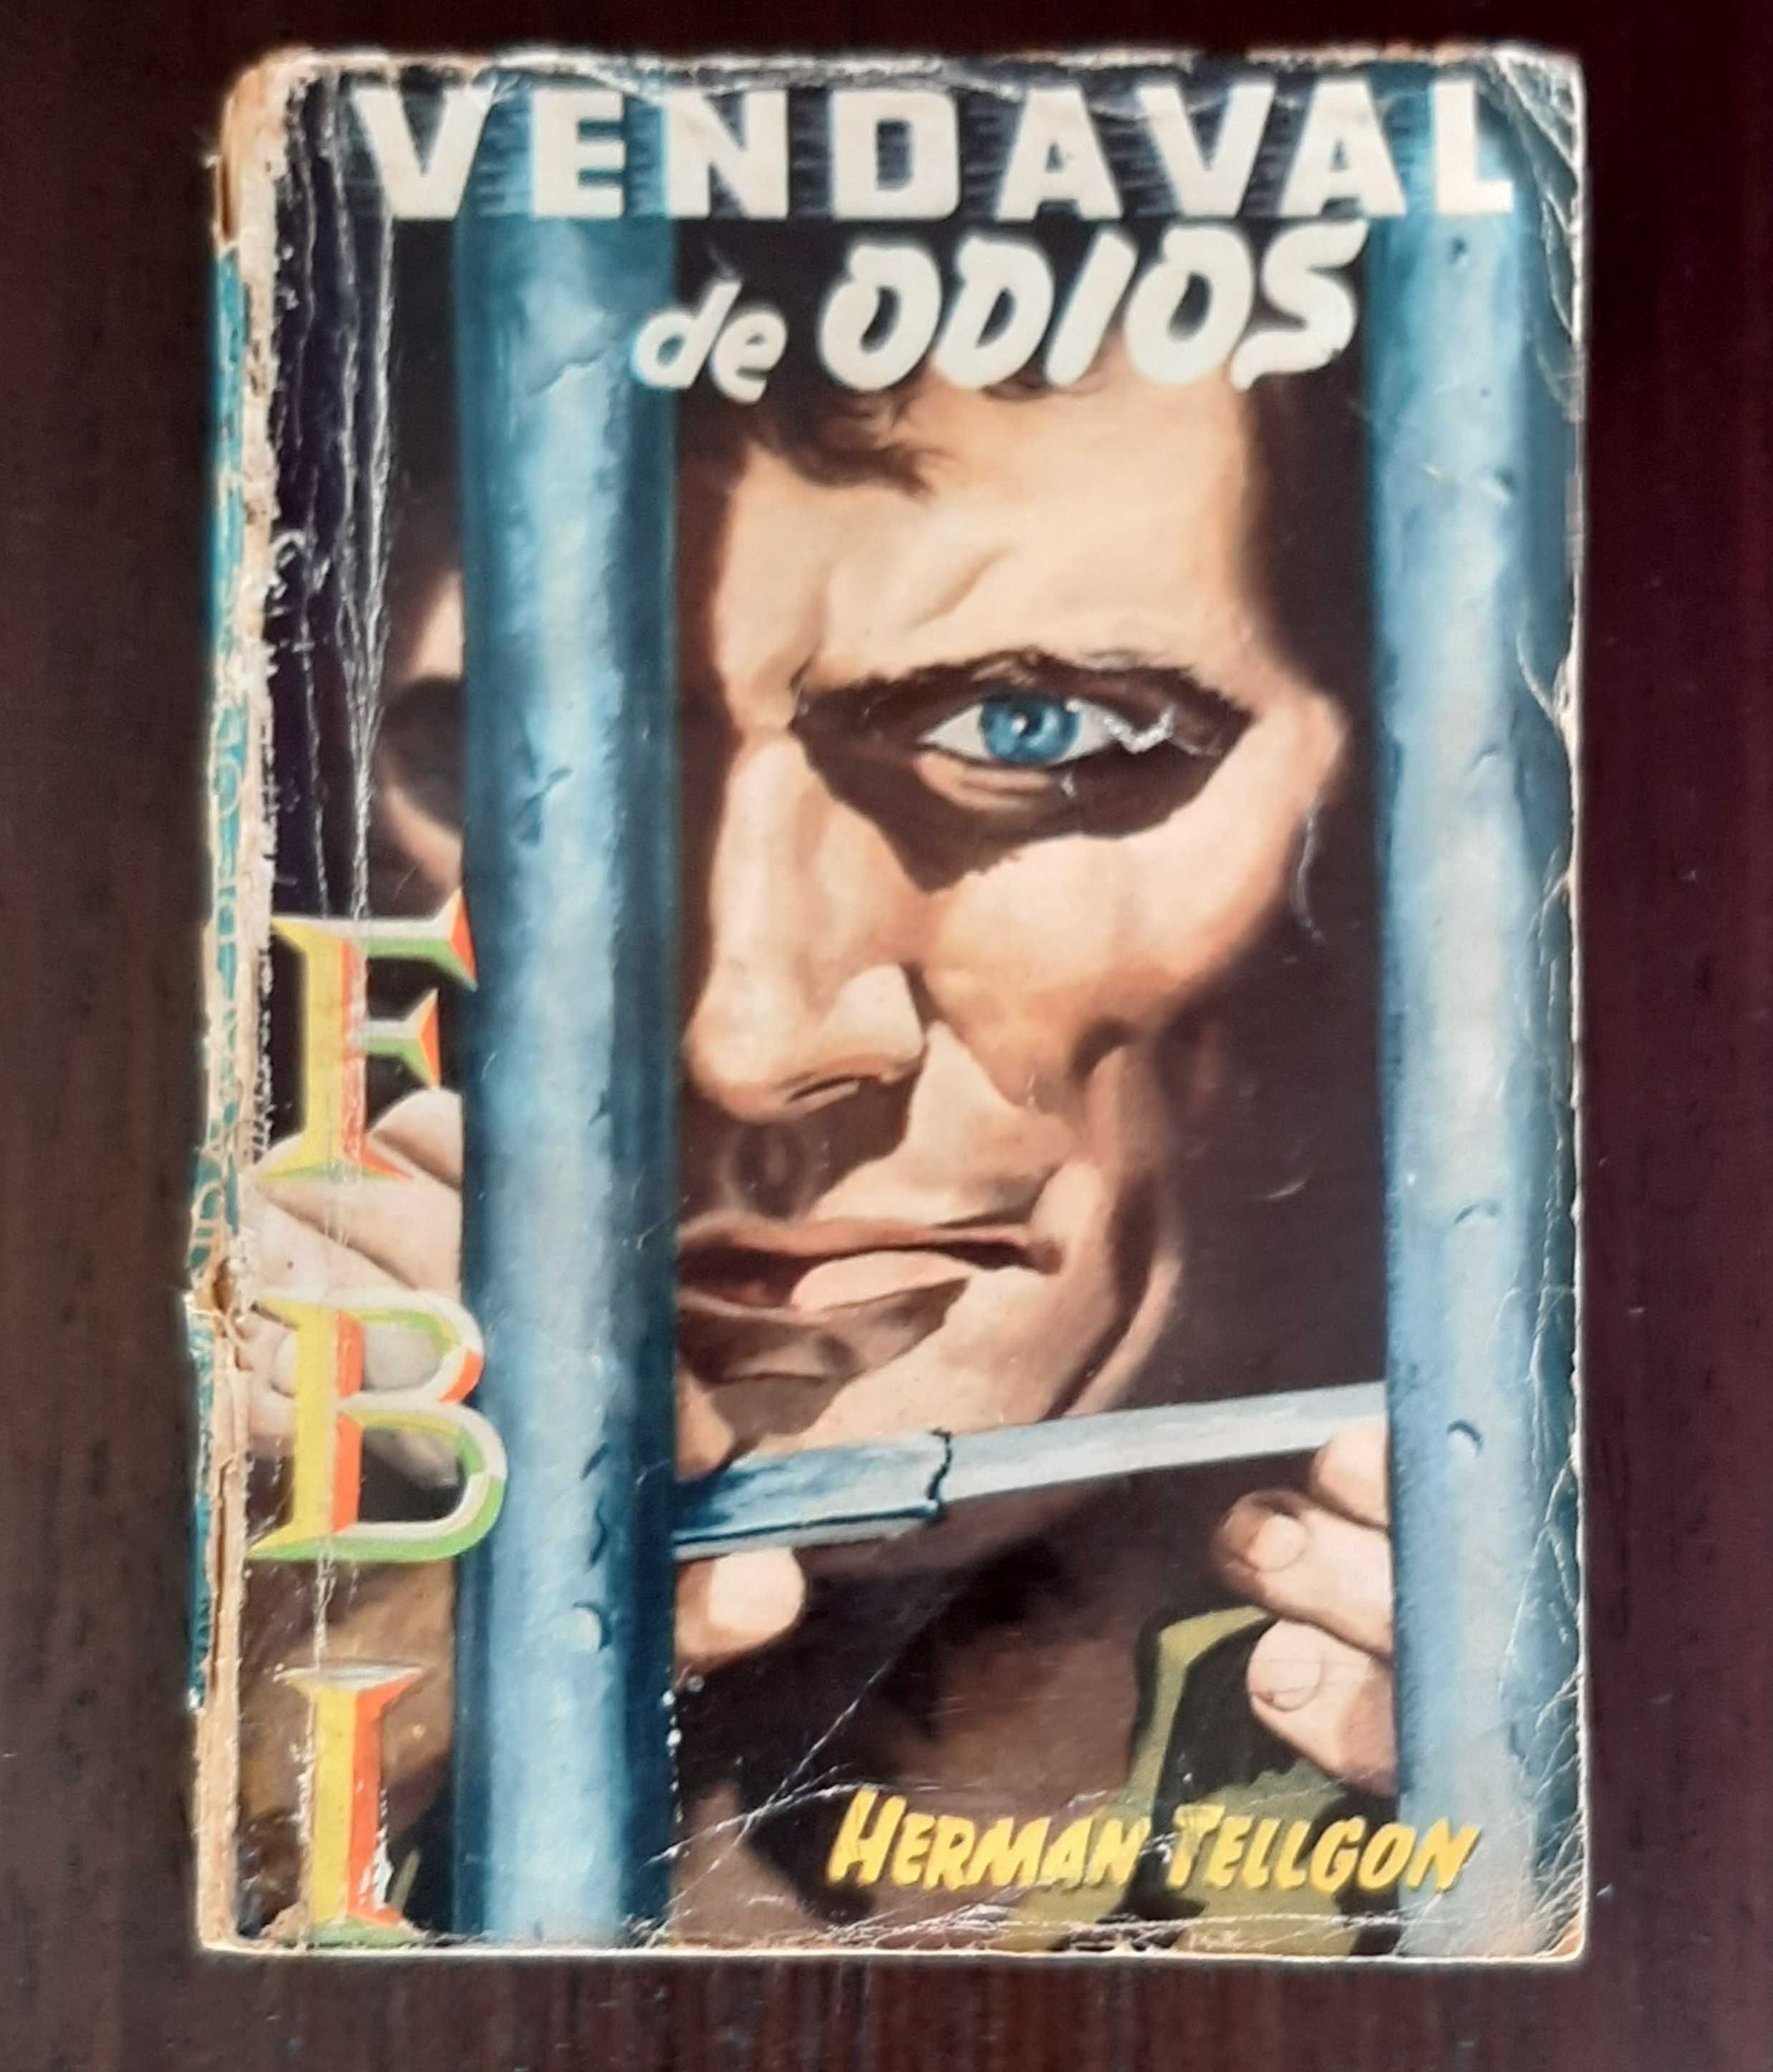 VENDAVAL
de ODIOS
FBI
HERMAN TELLGON